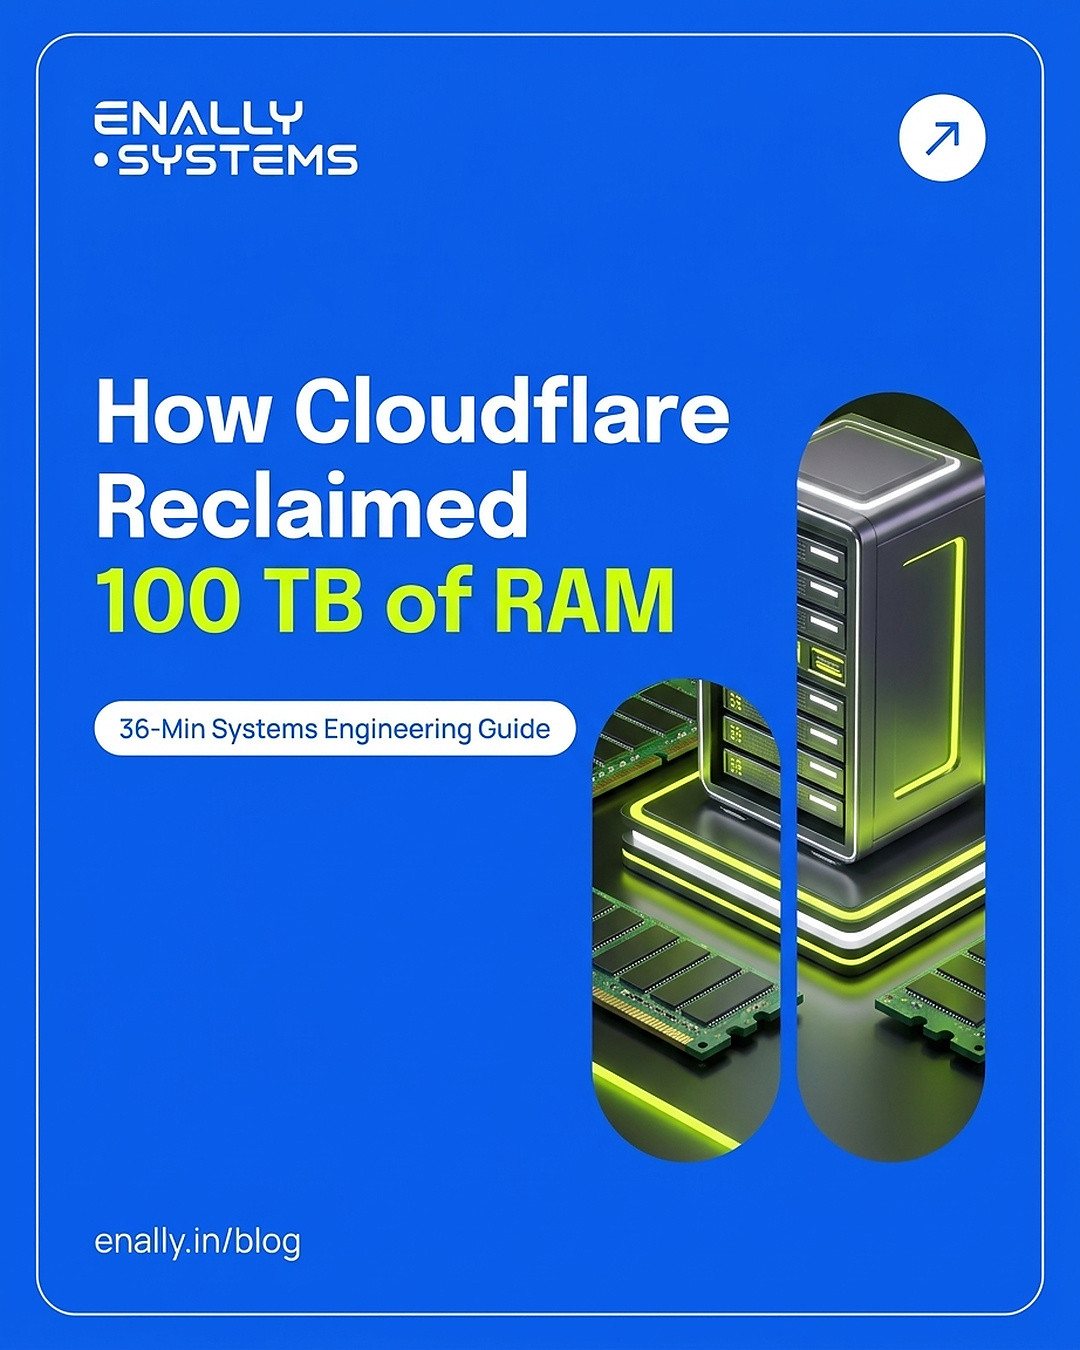 ENALLY
• SYSTEMS
How Cloudflare
Reclaimed
100 TB of RAM
36-Min Systems Engineering Guide
enally.in/blog